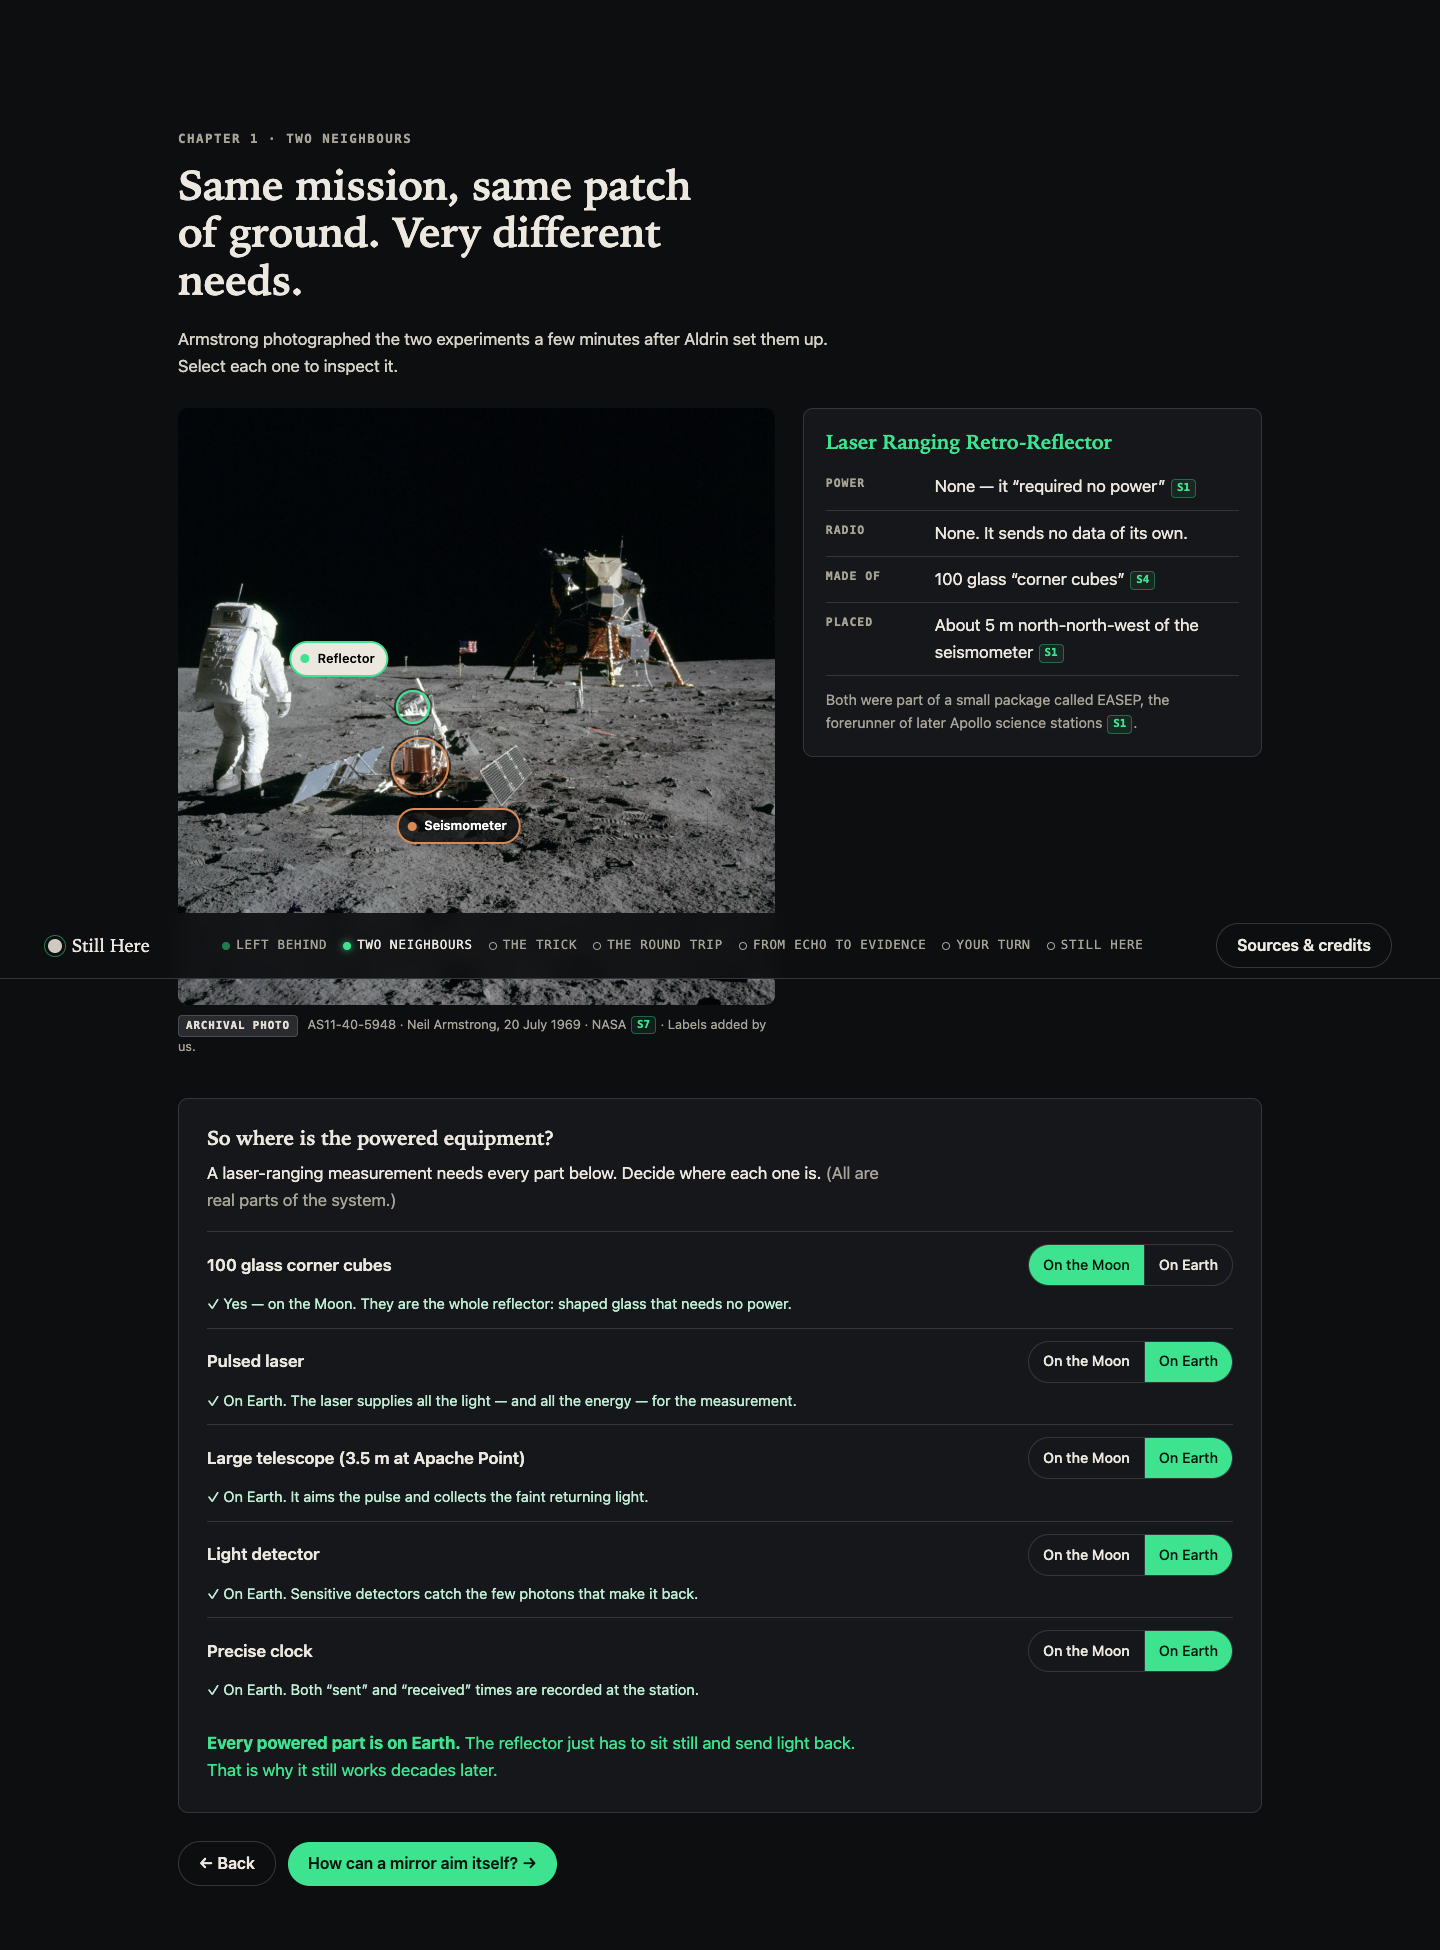 CHAPTER 1 · TWO NEIGHBOURS
Same mission, same patch
of ground. Very different
needs.
Armstrong photographed the two experiments a few minutes after Aldrin set them up.
Select each one to inspect it.
Reflector
Seismometer
Laser Ranging Retro-Reflector
POWER
None — it “required no power” S1
RADIO
None. It sends no data of its own.
MADE OF
100 glass “corner cubes” S4
PLACED
About 5 m north-north-west of the
seismometer S1
Both were part of a small package called EASEP, the
forerunner of later Apollo science stations S1.
Still Here
LEFT BEHIND
TWO NEIGHBOURS
THE TRICK
THE ROUND TRIP
FROM ECHO TO EVIDENCE
YOUR TURN
STILL HERE
Sources & credits
ARCHIVAL PHOTO AS11-40-5948 · Neil Armstrong, 20 July 1969 · NASA S7 · Labels added by
us.
So where is the powered equipment?
A laser-ranging measurement needs every part below. Decide where each one is. (All are
real parts of the system.)
100 glass corner cubes
On the Moon
On Earth
✓ Yes — on the Moon. They are the whole reflector: shaped glass that needs no power.
Pulsed laser
On the Moon
On Earth
✓ On Earth. The laser supplies all the light — and all the energy — for the measurement.
Large telescope (3.5 m at Apache Point)
On the Moon
On Earth
✓ On Earth. It aims the pulse and collects the faint returning light.
Light detector
On the Moon
On Earth
✓ On Earth. Sensitive detectors catch the few photons that make it back.
Precise clock
On the Moon
On Earth
✓ On Earth. Both “sent” and “received” times are recorded at the station.
Every powered part is on Earth. The reflector just has to sit still and send light back.
That is why it still works decades later.
← Back
How can a mirror aim itself? →